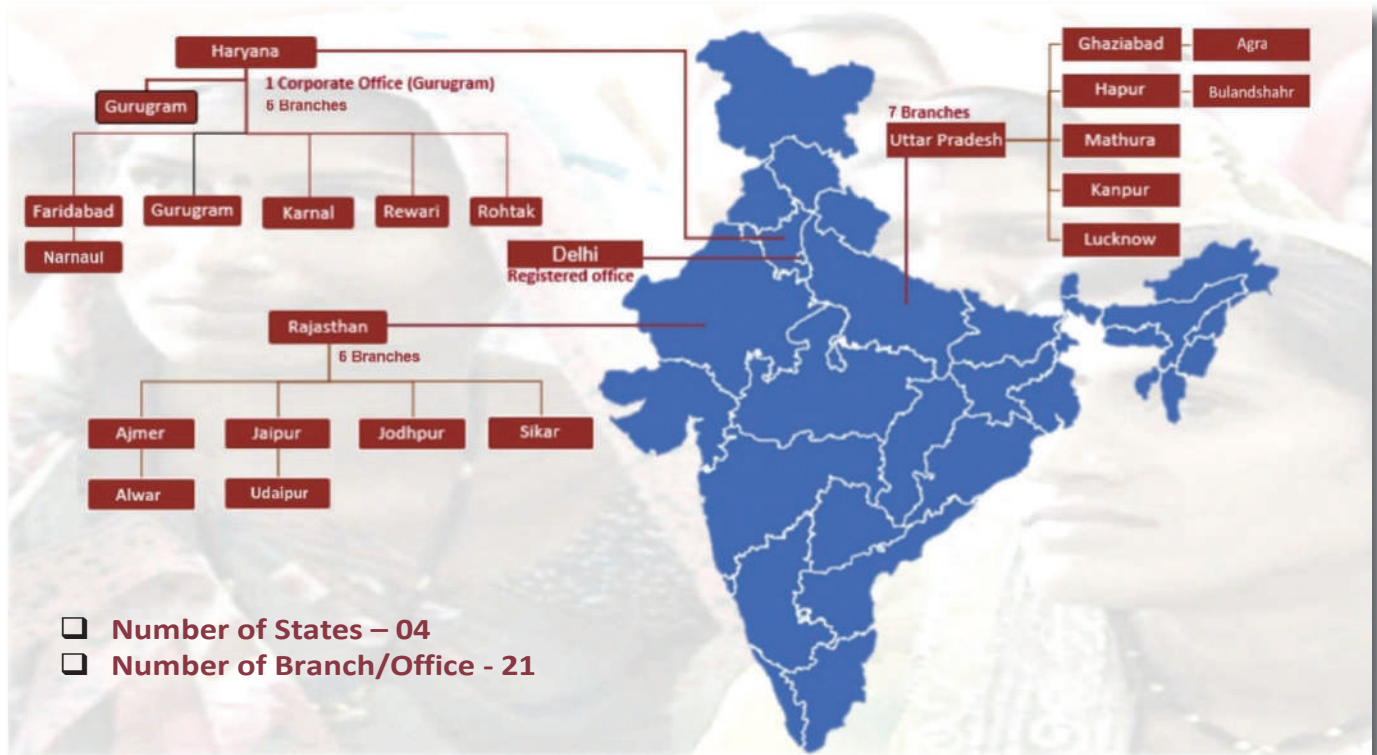 Haryana
1 Corporate Office (Gurugram)
6 Branches
Gurugram
Faridabad
Gurugram
Karnal
Rewari
Rohtak
Narnaul
Delhi
Registered office
Rajasthan
6 Branches
Ajmer
Jaipur
Jodhpur
Sikar
Alwar
Udaipur
7 Branches
Uttar Pradesh
Ghaziabad
Agra
Hapur
Bulandshahr
Mathura
Kanpur
Lucknow
Number of States – 04
Number of Branch/Office - 21